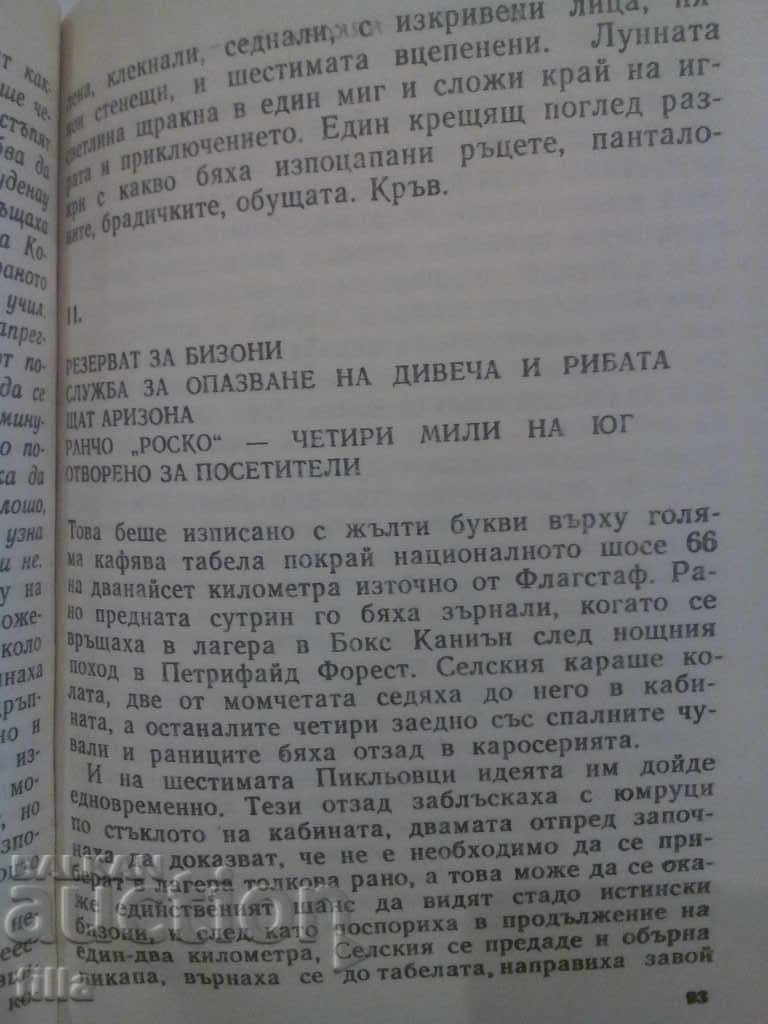 лена, клекнали, седнали, с изкривени лица, ня-
кои стенещи, и шестимата вцепенени. Лунната
светлина щракна в един миг и сложи край на иг-
рата и приключението. Един крещящ поглед раз-
кри с какво бяха изпоцапани ръцете, пантало-
ните, брадичките, обущата. Кръв.
11.
РЕЗЕРВАТ ЗА БИЗОНИ
СЛУЖБА ЗА ОПАЗВАНЕ НА ДИВЕЧА И РИБАТА
ЩАТ АРИЗОНА
РАНЧО „РОСКО“ — ЧЕТИРИ МИЛИ НА ЮГ
ОТВОРЕНО ЗА ПОСЕТИТЕЛИ
Това беше изписано с жълти букви върху голя-
ма кафява табела покрай националното шосе 66
на дванайсет километра източно от Флагстаф. Ра-
но предната сутрин го бяха зърнали, когато се
връщаха в лагера в Бокс Каниън след нощния
поход в Петрифайд Форест. Селския караше ко-
лата, две от момчетата седяха до него в каби-
ната, а останалите четири заедно със спалните чу-
вали и раниците бяха отзад в каросерията.
И на шестимата Пикльовци идеята им дойде
едновременно. Тези отзад заблъскаха с юмруци
по стъклото на кабината, двамата отпред започ-
наха да доказват, че не е необходимо да се при-
берат в лагера толкова рано, а това може да се ока-
же единственият шанс да видят стадо истински
бизони, и след като поспориха в продължение на
един-два километра, Селския се предаде и обърна
пикапа, върнаха се до табелата, направиха завой
93
BALKAN
auction
filla